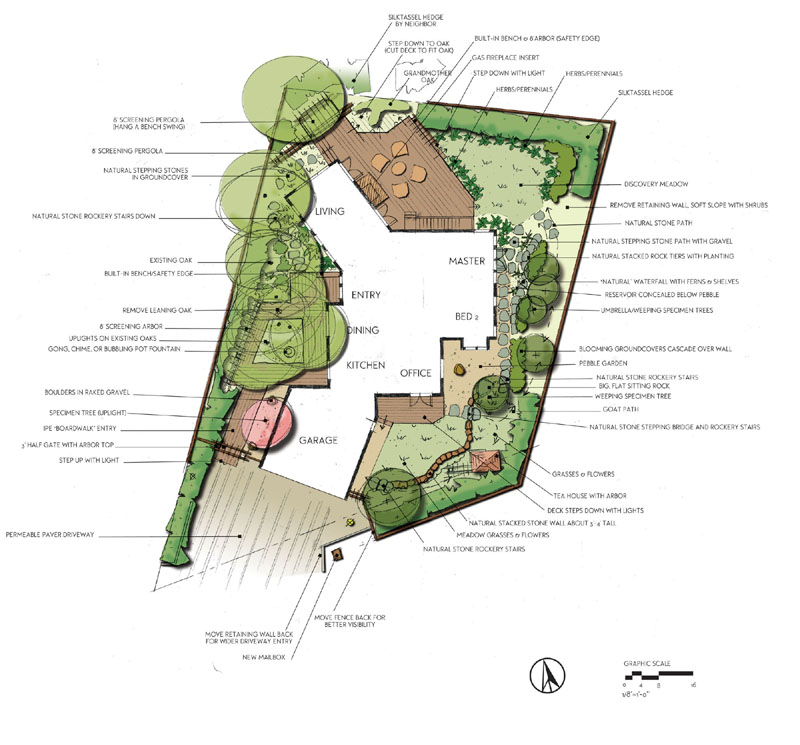 SILKTASSEL HEDGE
BY NEIGHBOR
STEP DOWN TO OAK
(CUT DECK TO FIT OAK)
BUILT-IN BENCH & 8' ARBOR (SAFETY EDGE)
GAS FIREPLACE INSERT
GRANDMOTHER
OAK
STEP DOWN WITH LIGHT
HERBS/PERENNIALS
HERBS/PERENNIALS
SILKTASSEL HEDGE
8' SCREENING PERGOLA
(HANG A BENCH SWING)
8' SCREENING PERGOLA
NATURAL STEPPING STONES
IN GROUNDCOVER
NATURAL STONE ROCKERY STAIRS DOWN
EXISTING OAK
BUILT-IN BENCH/SAFETY EDGE
REMOVE LEANING OAK
8' SCREENING ARBOR
UPLIGHTS ON EXISTING OAKS
GONG, CHIME, OR BUBBLING POT FOUNTAIN
BOULDERS IN RAKED GRAVEL
SPECIMEN TREE (UPLIGHT)
IPE "BOARDWALK" ENTRY
3' HALF GATE WITH ARBOR TOP
STEP UP WITH LIGHT
PERMEABLE PAVER DRIVEWAY
LIVING
MASTER
ENTRY
BED 2
DINING
KITCHEN
OFFICE
GARAGE
DISCOVERY MEADOW
REMOVE RETAINING WALL, SOFT SLOPE WITH SHRUBS
NATURAL STONE PATH
NATURAL STEPPING STONE PATH WITH GRAVEL
NATURAL STACKED ROCK TIERS WITH PLANTING
'NATURAL' WATERFALL WITH FERNS & SHELVES
RESERVOIR CONCEALED BELOW PEBBLE
UMBRELLA/WEEPING SPECIMEN TREES
BLOOMING GROUNDCOVERS CASCADE OVER WALL
PEBBLE GARDEN
NATURAL STONE ROCKERY STAIRS
BIG, FLAT SITTING ROCK
WEEPING SPECIMEN TREE
GOAT PATH
NATURAL STONE STEPPING BRIDGE AND ROCKERY STAIRS
GRASSES & FLOWERS
TEA HOUSE WITH ARBOR
DECK STEPS DOWN WITH LIGHTS
NATURAL STACKED STONE WALL ABOUT 3'-4' TALL
MEADOW GRASSES & FLOWERS
NATURAL STONE ROCKERY STAIRS
MOVE FENCE BACK FOR
BETTER VISIBILITY
MOVE RETAINING WALL BACK
FOR WIDER DRIVEWAY ENTRY
NEW MAILBOX
GRAPHIC SCALE
0 4 8 16
1/8"=1'-0"